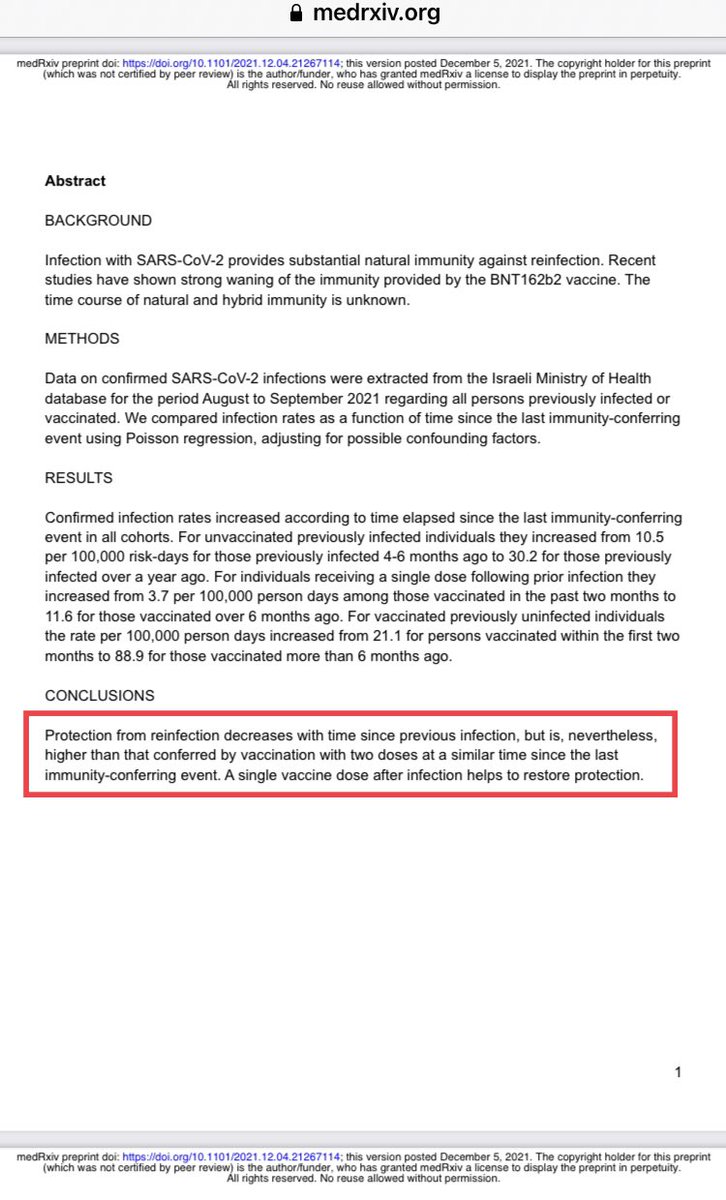 medrxiv.org
medRxiv preprint doi: https://doi.org/10.1101/2021.12.04.21267114; this version posted December 5, 2021. The copyright holder for this preprint
(which was not certified by peer review) is the author/funder, who has granted medRxiv a license to display the preprint in perpetuity.
All rights reserved. No reuse allowed without permission.
Abstract
BACKGROUND
Infection with SARS-CoV-2 provides substantial natural immunity against reinfection. Recent
studies have shown strong waning of the immunity provided by the BNT162b2 vaccine. The
time course of natural and hybrid immunity is unknown.
METHODS
Data on confirmed SARS-CoV-2 infections were extracted from the Israeli Ministry of Health
database for the period August to September 2021 regarding all persons previously infected or
vaccinated. We compared infection rates as a function of time since the last immunity-conferring
event using Poisson regression, adjusting for possible confounding factors.
RESULTS
Confirmed infection rates increased according to time elapsed since the last immunity-conferring
event in all cohorts. For unvaccinated previously infected individuals they increased from 10.5
per 100,000 risk-days for those previously infected 4-6 months ago to 30.2 for those previously
infected over a year ago. For individuals receiving a single dose following prior infection they
increased from 3.7 per 100,000 person days among those vaccinated in the past two months to
11.6 for those vaccinated over 6 months ago. For vaccinated previously uninfected individuals
the rate per 100,000 person days increased from 21.1 for persons vaccinated within the first two
months to 88.9 for those vaccinated more than 6 months ago.
CONCLUSIONS
Protection from reinfection decreases with time since previous infection, but is, nevertheless,
higher than that conferred by vaccination with two doses at a similar time since the last
immunity-conferring event. A single vaccine dose after infection helps to restore protection.
1
medRxiv preprint doi: https://doi.org/10.1101/2021.12.04.21267114; this version posted December 5, 2021. The copyright holder for this preprint
(which was not certified by peer review) is the author/funder, who has granted medRxiv a license to display the preprint in perpetuity.
All rights reserved. No reuse allowed without permission.